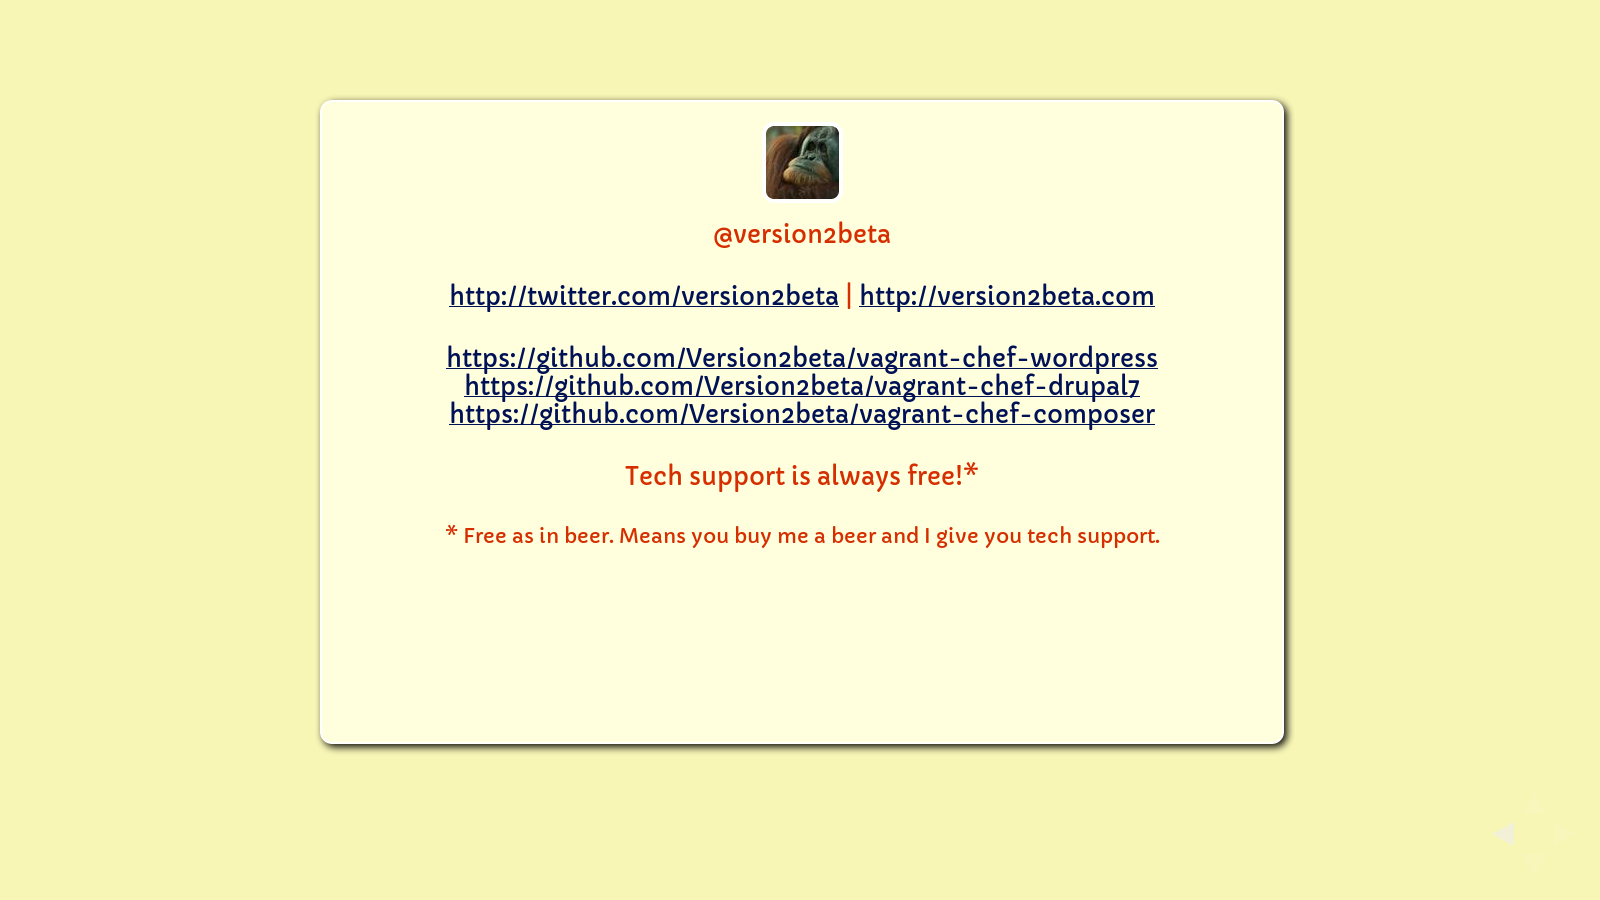 @version2beta
http://twitter.com/version2beta | http://version2beta.com
https://github.com/Version2beta/vagrant-chef-wordpress
https://github.com/Version2beta/vagrant-chef-drupal7
https://github.com/Version2beta/vagrant-chef-composer
Tech support is always free!*
* Free as in beer. Means you buy me a beer and I give you tech support.